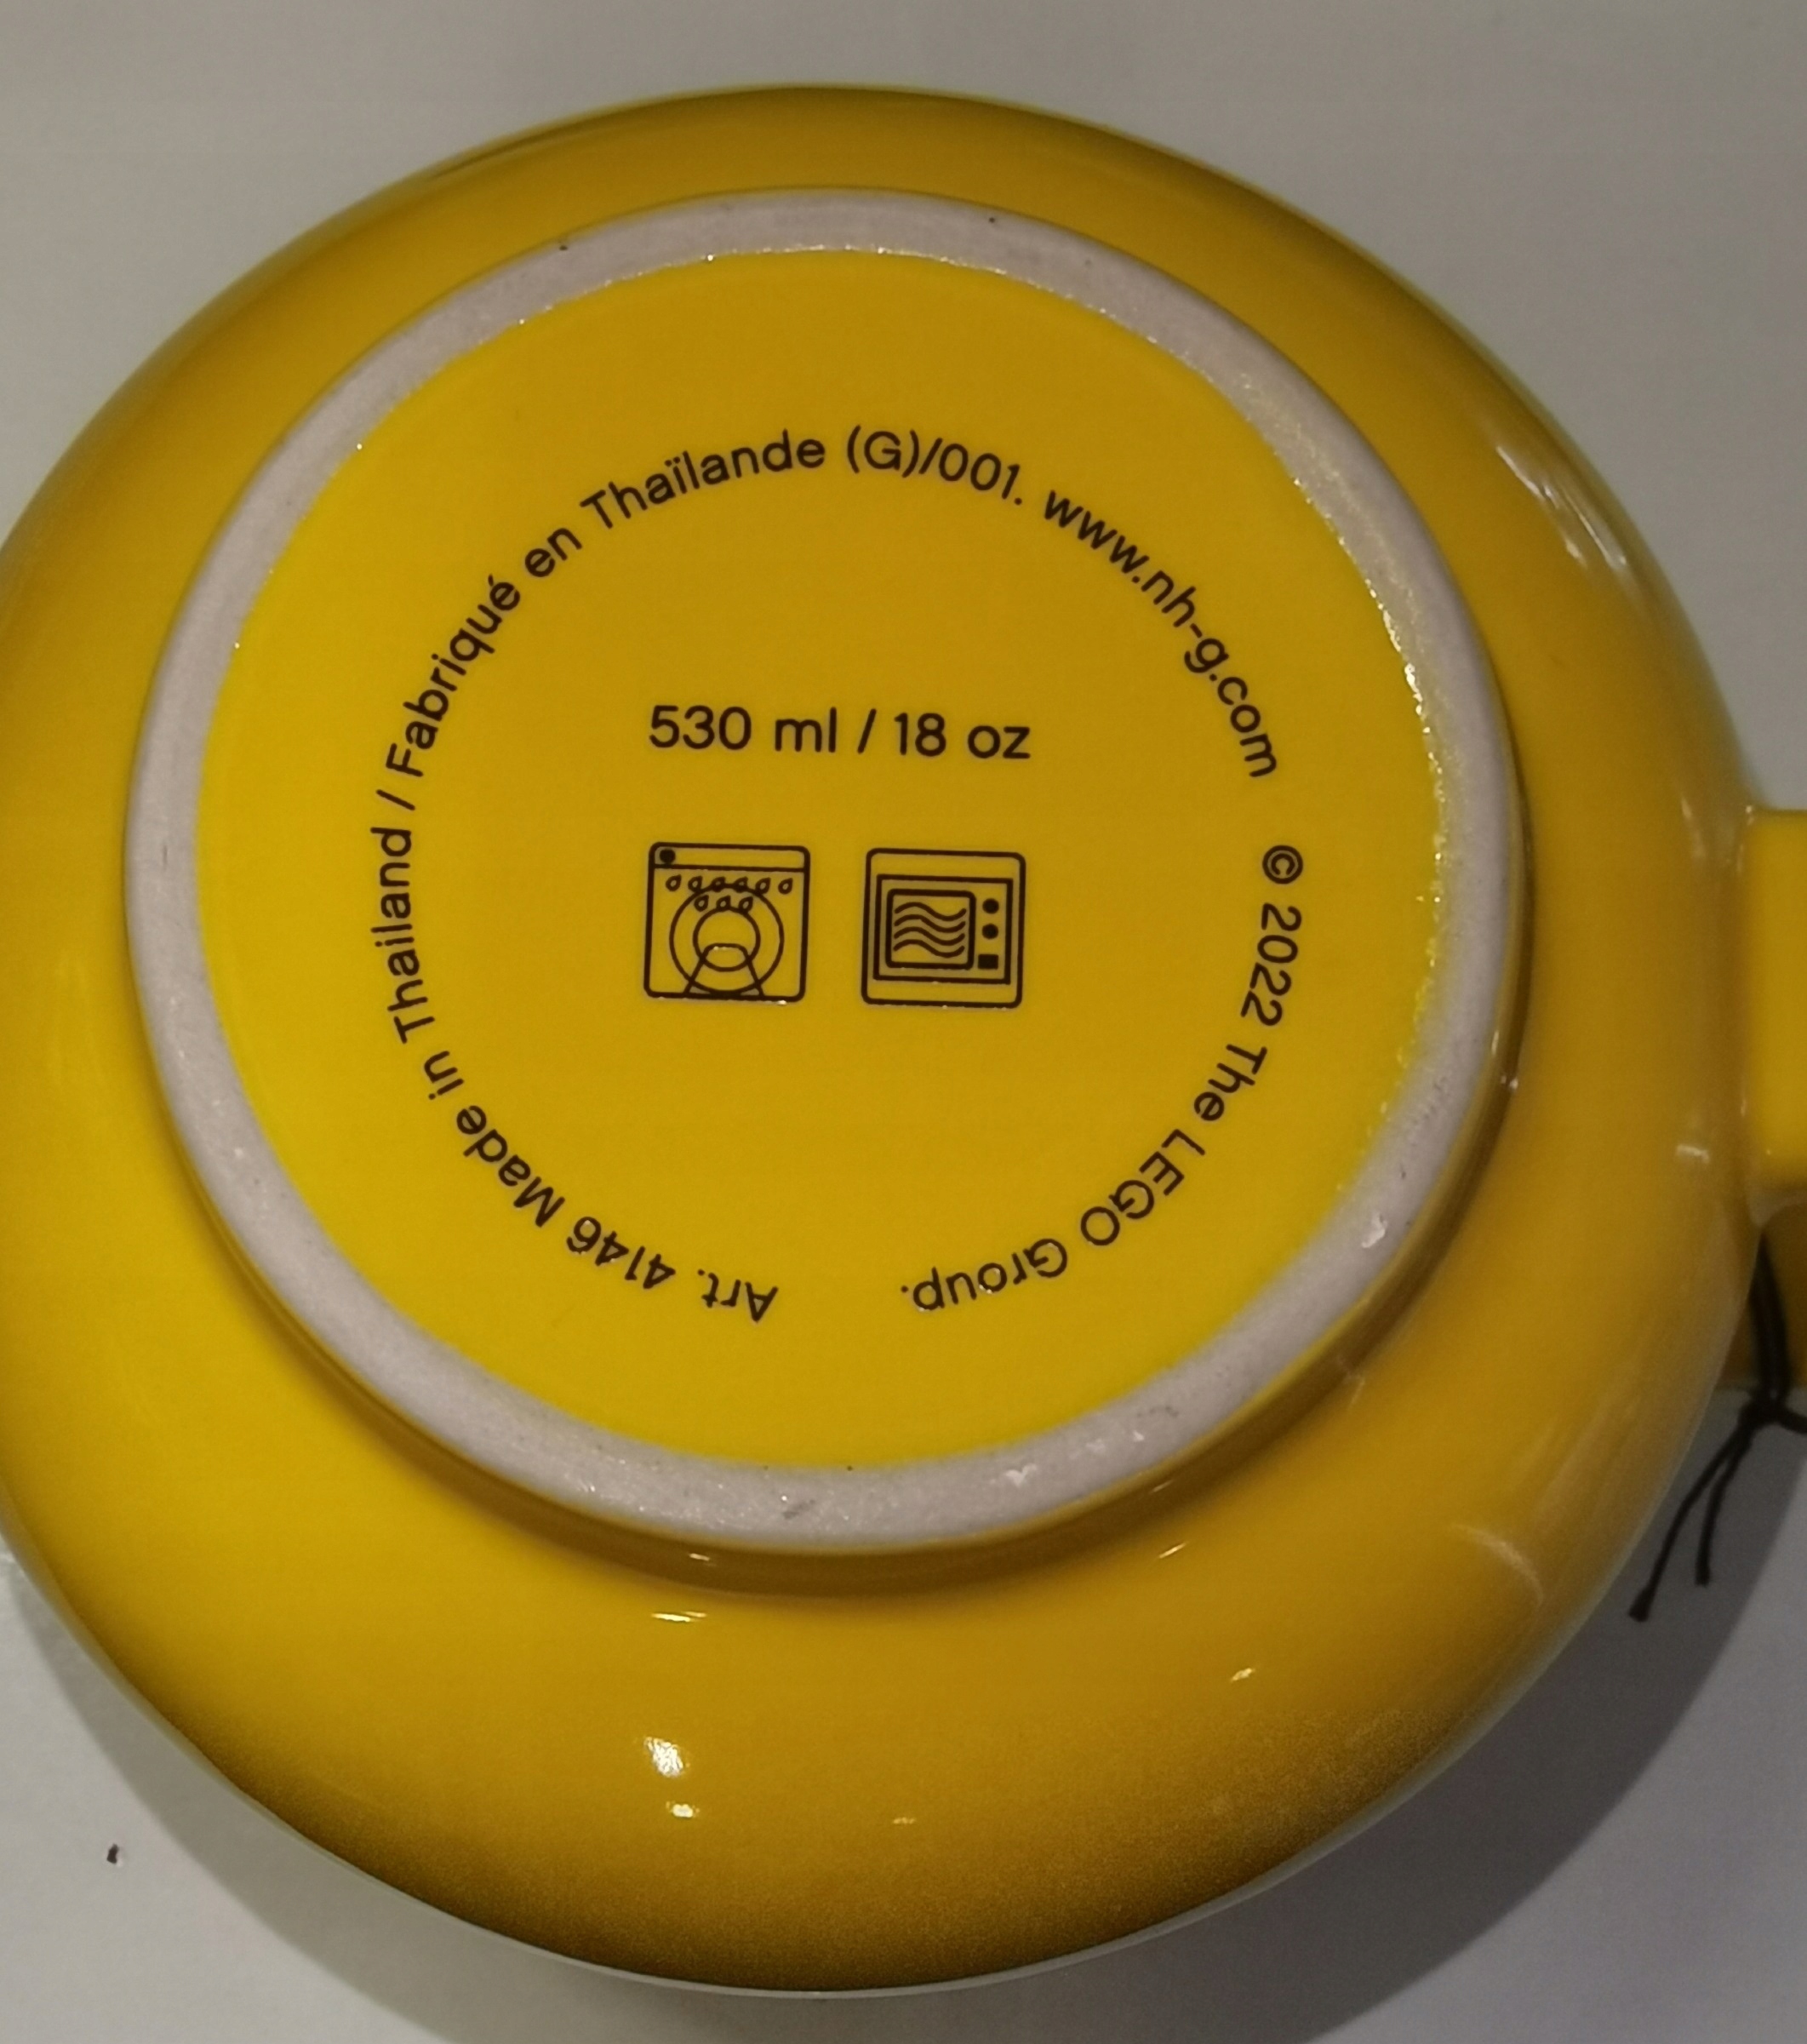 Art. 4146 Made in Thailand / Fabriqué en Thaïlande (G)/001. www.nh-g.com © 2022 The LEGO Group.
530 ml / 18 oz